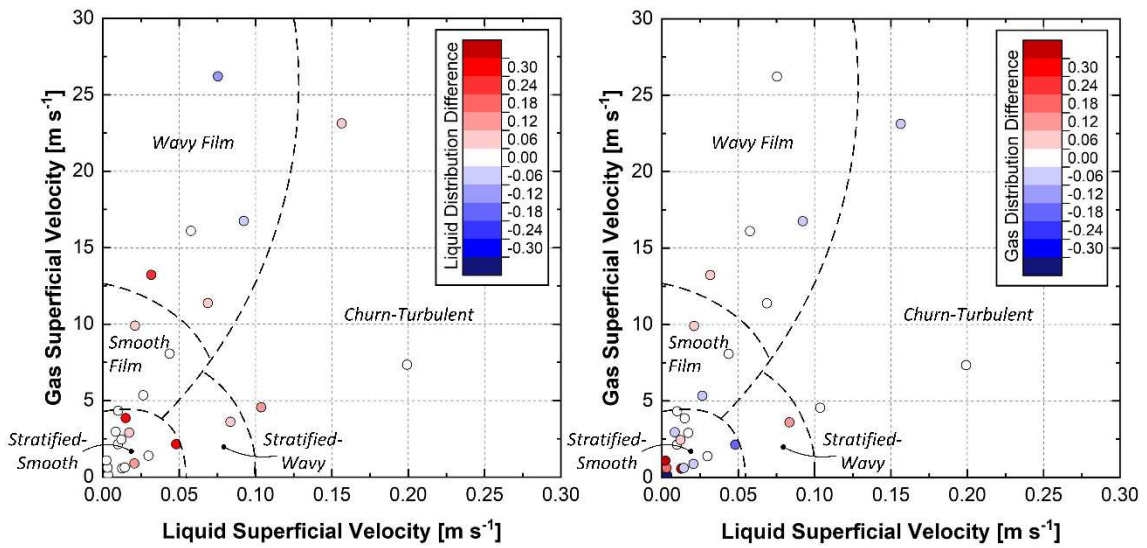 30
25
20
15
10
5
0
Gas Superficial Velocity [m s⁻¹]
0.00 0.05 0.10 0.15 0.20 0.25 0.30
Liquid Superficial Velocity [m s⁻¹]
Wavy Film
Churn-Turbulent
Smooth
Film
Stratified-
Smooth
Stratified-
Wavy
Liquid Distribution Difference
0.30
0.24
0.18
0.12
0.06
0.00
-0.06
-0.12
-0.18
-0.24
-0.30
30
25
20
15
10
5
0
Gas Superficial Velocity [m s⁻¹]
0.00 0.05 0.10 0.15 0.20 0.25 0.30
Liquid Superficial Velocity [m s⁻¹]
Wavy Film
Churn-Turbulent
Smooth
Film
Stratified-
Smooth
Stratified-
Wavy
Gas Distribution Difference
0.30
0.24
0.18
0.12
0.06
0.00
-0.06
-0.12
-0.18
-0.24
-0.30